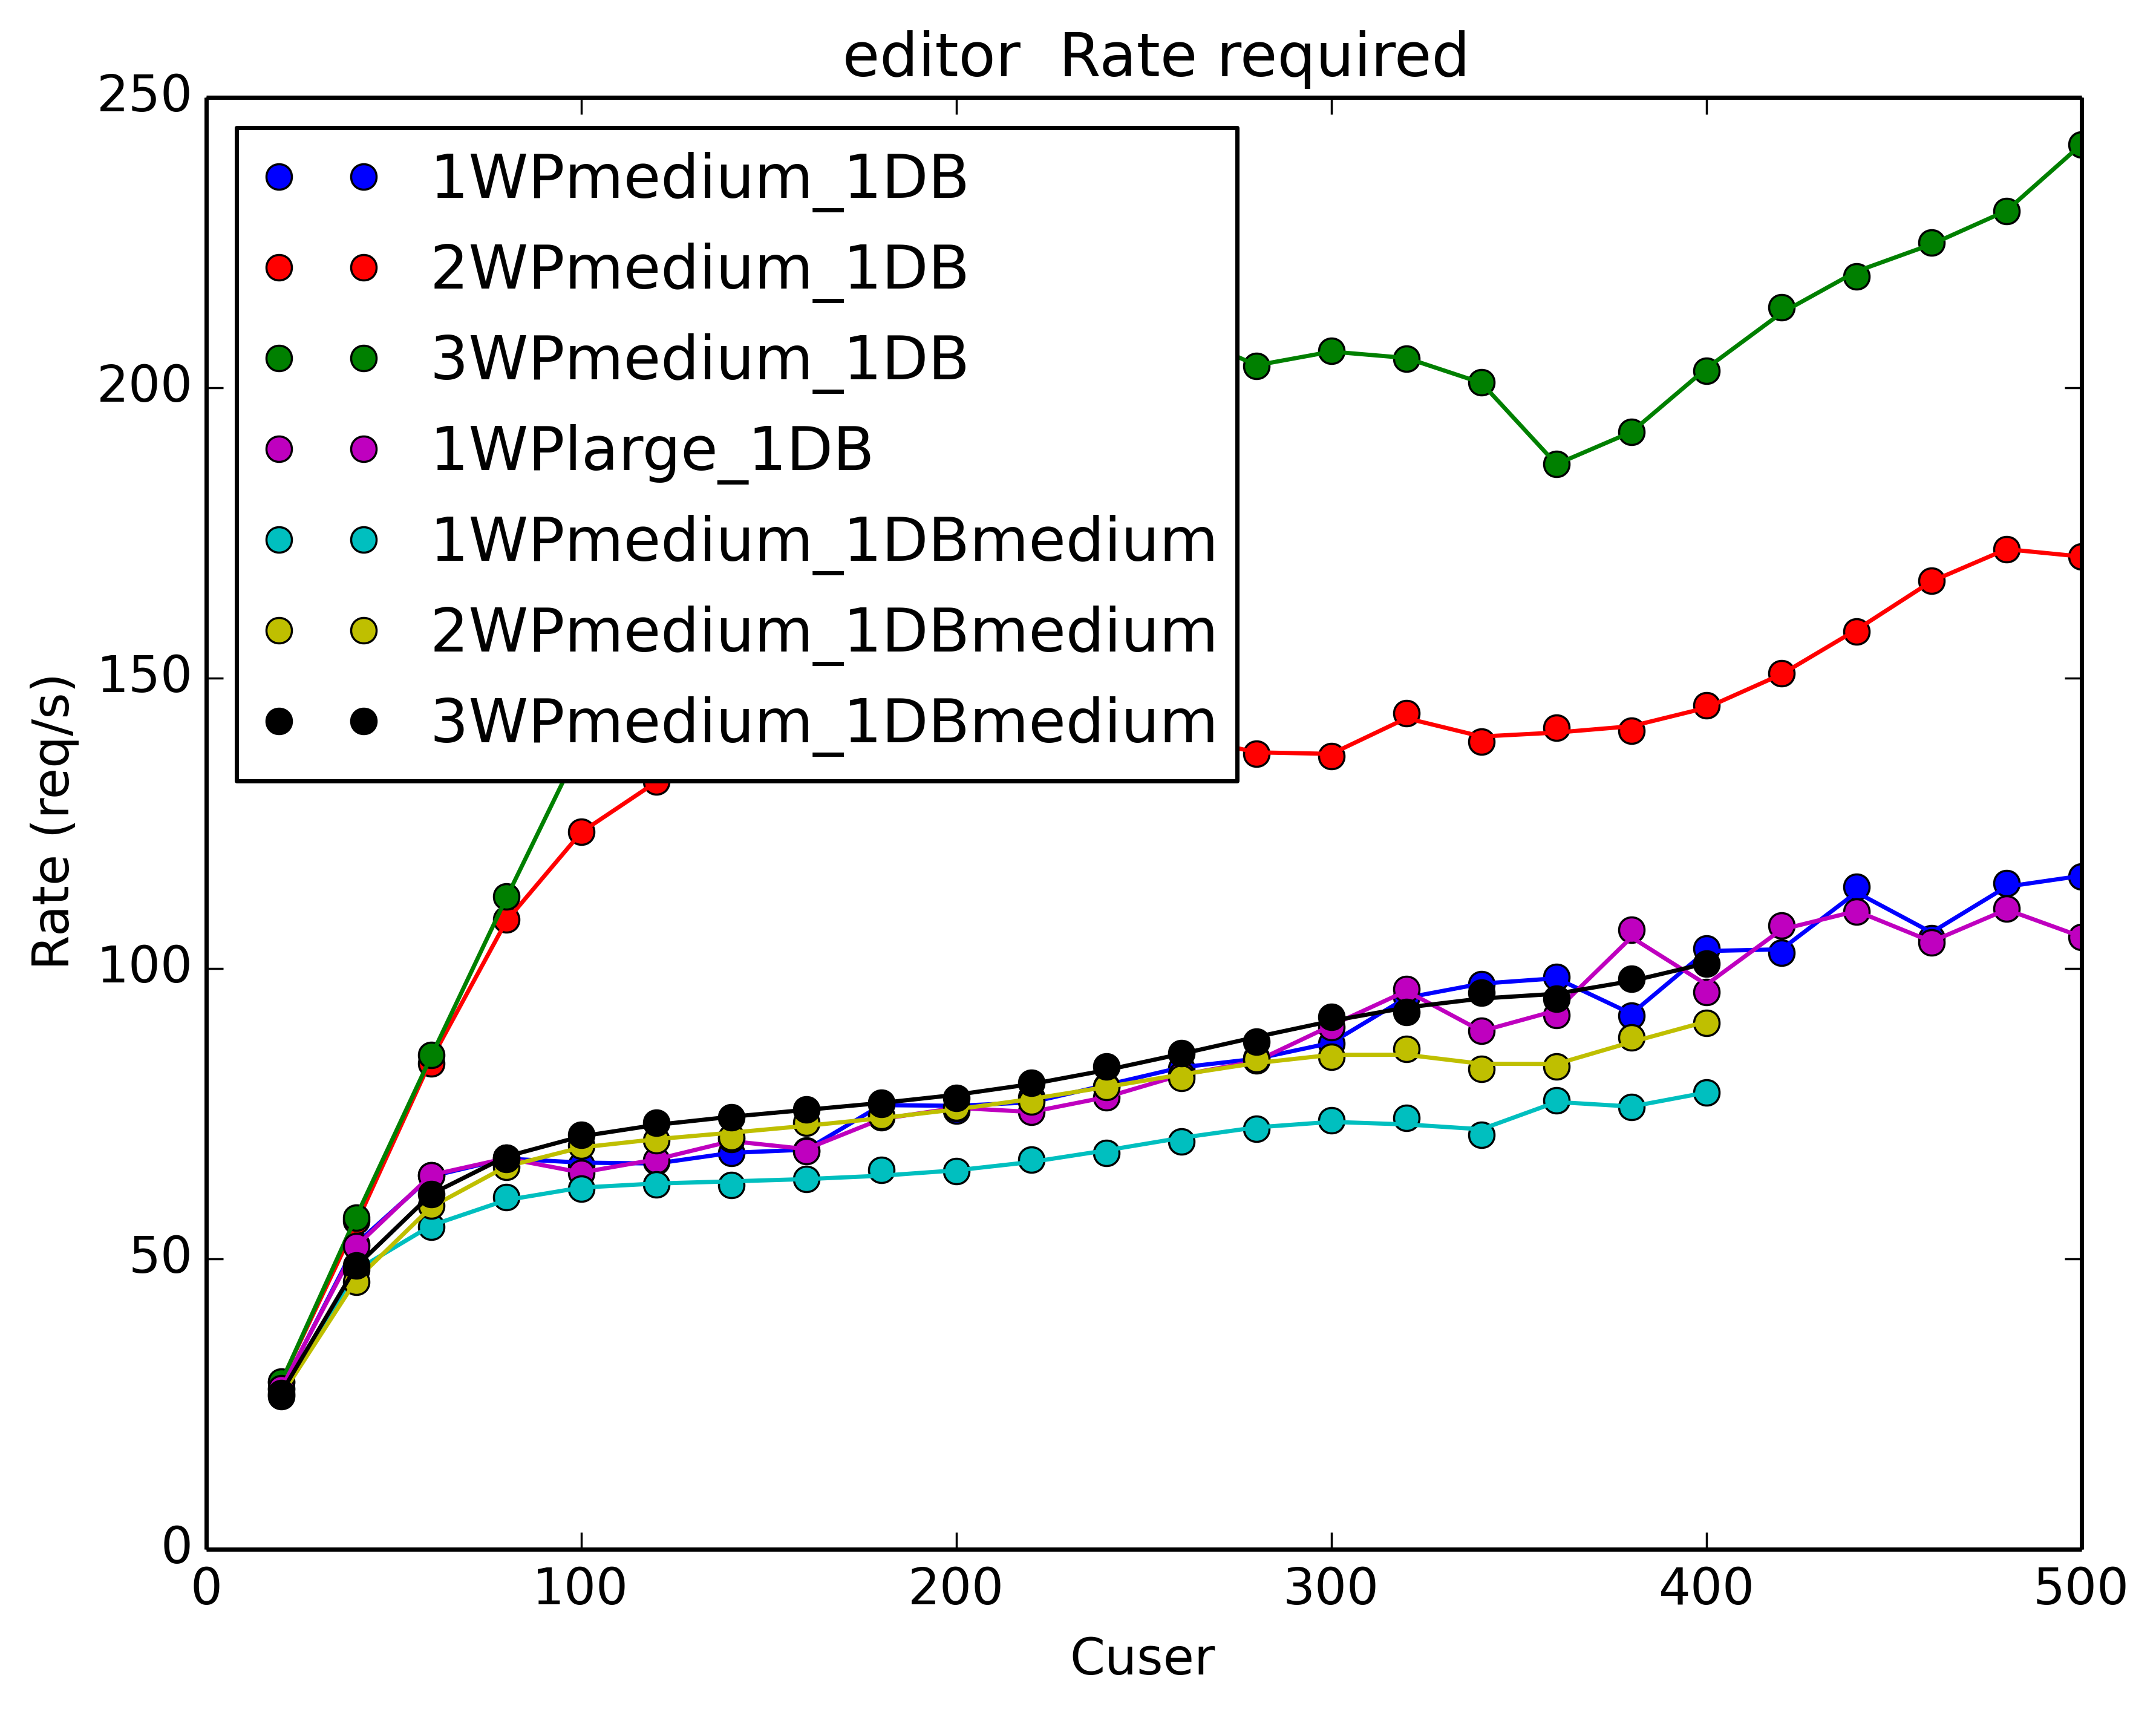 editor  Rate required
250
200
150
100
50
0
Rate (req/s)
1WPmedium_1DB
2WPmedium_1DB
3WPmedium_1DB
1WPlarge_1DB
1WPmedium_1DBmedium
2WPmedium_1DBmedium
3WPmedium_1DBmedium
0 100 200 300 400 500
Cuser